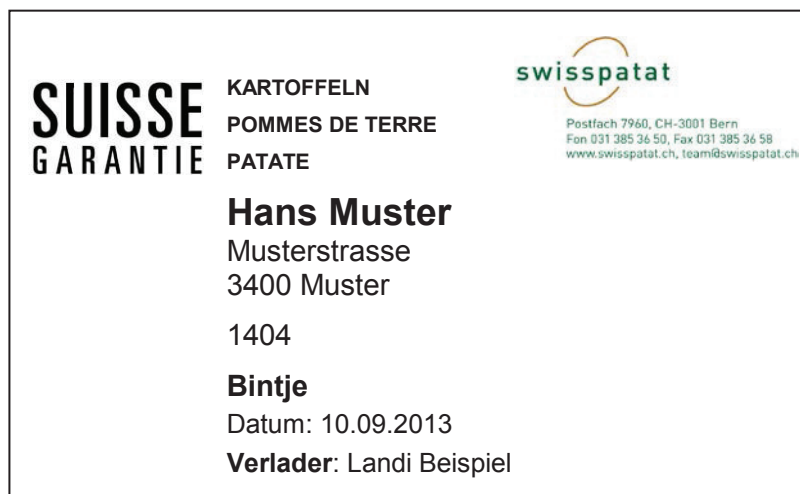 SUISSE
GARANTIE
KARTOFFELN
POMMES DE TERRE
PATATE
swisspatat
Postfach 7960, CH-3001 Bern
Fon 031 385 36 50, Fax 031 385 36 58
www.swisspatat.ch, team@swisspatat.ch
Hans Muster
Musterstrasse
3400 Muster
1404
Bintje
Datum: 10.09.2013
Verlader: Landi Beispiel